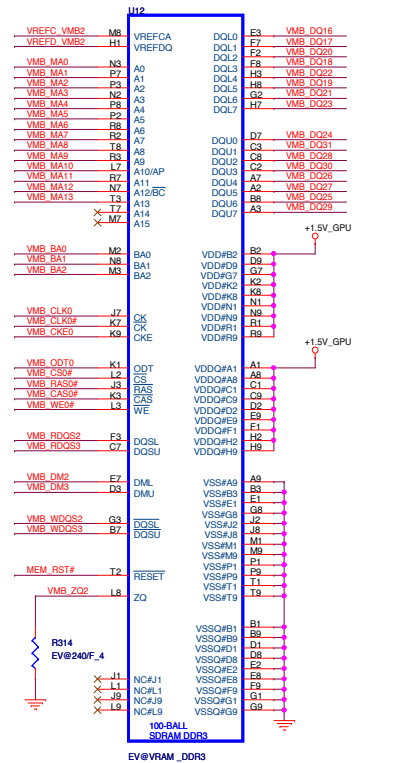 U12
VREFC_VMB2 M8 VREFCA
VREFD_VMB2 H1 VREFDQ
VMB_MA0 N3 A0
VMB_MA1 P7 A1
VMB_MA2 P3 A2
VMB_MA3 N2 A3
VMB_MA4 P8 A4
VMB_MA5 P2 A5
VMB_MA6 R8 A6
VMB_MA7 R2 A7
VMB_MA8 T8 A8
VMB_MA9 R3 A9
VMB_MA10 L7 A10/AP
VMB_MA11 R7 A11
VMB_MA12 N7 A12/BC
VMB_MA13 T3 A13
T7 A14
M7 A15
VMB_BA0 M2 BA0
VMB_BA1 N8 BA1
VMB_BA2 M3 BA2
VMB_CLK0 J7 CK
VMB_CLK0# K7 CK
VMB_CKE0 K9 CKE
VMB_ODT0 K1 ODT
VMB_CS0# L2 CS
VMB_RAS0# J3 RAS
VMB_CAS0# K3 CAS
VMB_WE0# L3 WE
VMB_RDQS2 F3 DQSL
VMB_RDQS3 C7 DQSU
VMB_DM2 E7 DML
VMB_DM3 D3 DMU
VMB_WDQS2 G3 DQSL
VMB_WDQS3 B7 DQSU
MEM_RST# T2 RESET
VMB_ZQ2 L8 ZQ
R314
EV@240/F_4
J1 NC#J1
L1 NC#L1
J9 NC#J9
L9 NC#L9
DQL0 E3 VMB_DQ16
DQL1 F7 VMB_DQ17
DQL2 F2 VMB_DQ20
DQL3 F8 VMB_DQ18
DQL4 H3 VMB_DQ22
DQL5 H8 VMB_DQ19
DQL6 G2 VMB_DQ21
DQL7 H7 VMB_DQ23
DQU0 D7 VMB_DQ24
DQU1 C3 VMB_DQ31
DQU2 C8 VMB_DQ28
DQU3 C2 VMB_DQ30
DQU4 A7 VMB_DQ26
DQU5 A2 VMB_DQ27
DQU6 B8 VMB_DQ25
DQU7 A3 VMB_DQ29
+1.5V_GPU
VDD#B2 B2
VDD#D9 D9
VDD#G7 G7
VDD#K2 K2
VDD#K8 K8
VDD#N1 N1
VDD#N9 N9
VDD#R1 R1
VDD#R9 R9
+1.5V_GPU
VDDQ#A1 A1
VDDQ#A8 A8
VDDQ#C1 C1
VDDQ#C9 C9
VDDQ#D2 D2
VDDQ#E9 E9
VDDQ#F1 F1
VDDQ#H2 H2
VDDQ#H9 H9
VSS#A9 A9
VSS#B3 B3
VSS#E1 E1
VSS#G8 G8
VSS#J2 J2
VSS#J8 J8
VSS#M1 M1
VSS#M9 M9
VSS#P1 P1
VSS#P9 P9
VSS#T1 T1
VSS#T9 T9
VSSQ#B1 B1
VSSQ#B9 B9
VSSQ#D1 D1
VSSQ#D8 D8
VSSQ#E2 E2
VSSQ#E8 E8
VSSQ#F9 F9
VSSQ#G1 G1
VSSQ#G9 G9
100-BALL
SDRAM DDR3
EV@VRAM _DDR3